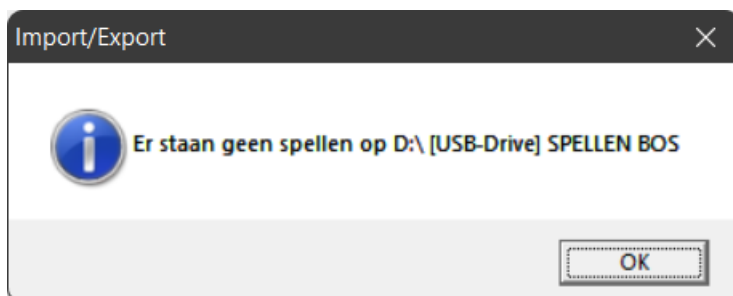 Import/Export
Er staan geen spellen op D:\ [USB-Drive] SPELLEN BOS
OK